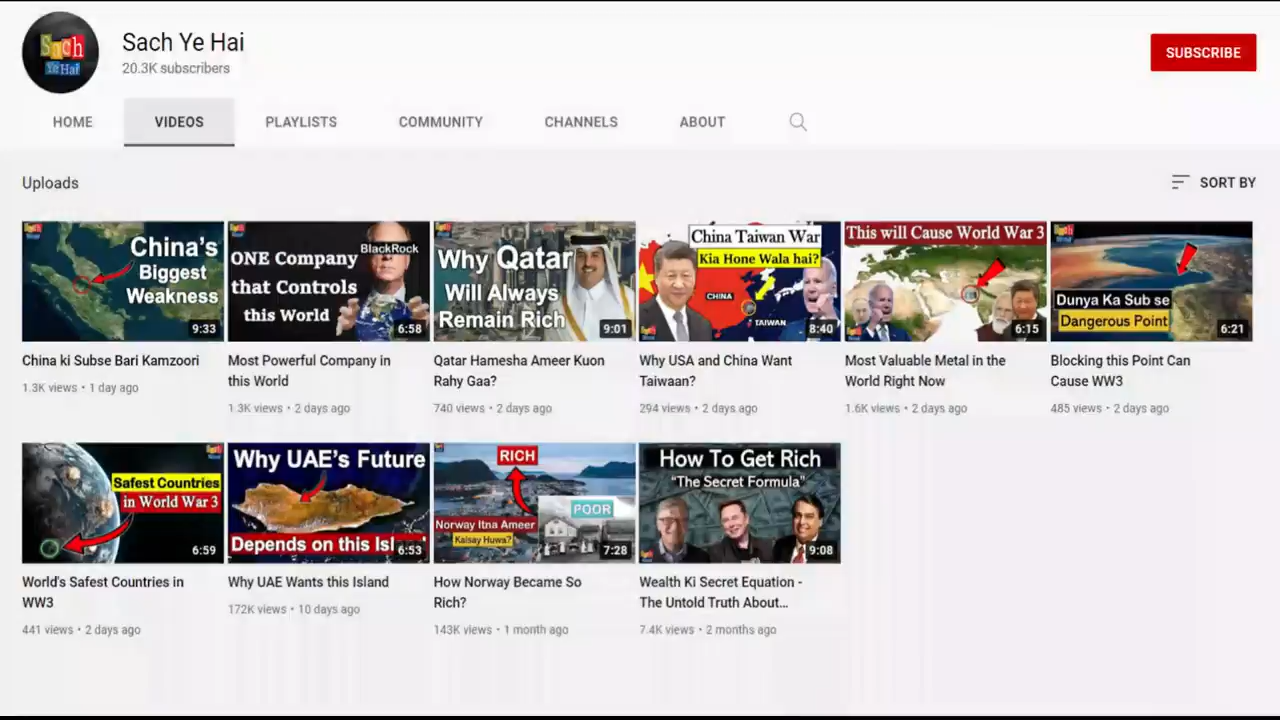 Sach
Ye Hai
Sach Ye Hai
20.3K subscribers
SUBSCRIBE
HOME
VIDEOS
PLAYLISTS
COMMUNITY
CHANNELS
ABOUT
Uploads
SORT BY
China's
Biggest
Weakness
9:33
China ki Subse Bari Kamzoori
1.3K views • 1 day ago
BlackRock
ONE Company
that Controls
this World
6:58
Most Powerful Company in
this World
1.3K views • 2 days ago
Why Qatar
Will Always
Remain Rich
9:01
Qatar Hamesha Ameer Kuon
Rahy Gaa?
740 views • 2 days ago
China Taiwan War
Kia Hone Wala hai?
CHINA
TAIWAN
8:40
Why USA and China Want
Taiwaan?
294 views • 2 days ago
This will Cause World War 3
6:15
Most Valuable Metal in the
World Right Now
1.6K views • 2 days ago
Dunya Ka Sub se
Dangerous Point
6:21
Blocking this Point Can
Cause WW3
485 views • 2 days ago
Safest Countries
in World War 3
6:59
World's Safest Countries in
WW3
441 views • 2 days ago
Why UAE's Future
Depends on this Isl
6:53
Why UAE Wants this Island
172K views • 10 days ago
RICH
POOR
Norway Itna Ameer
Kaisay Huwa?
7:28
How Norway Became So
Rich?
143K views • 1 month ago
How To Get Rich
"The Secret Formula"
9:08
Wealth Ki Secret Equation -
The Untold Truth About...
7.4K views • 2 months ago